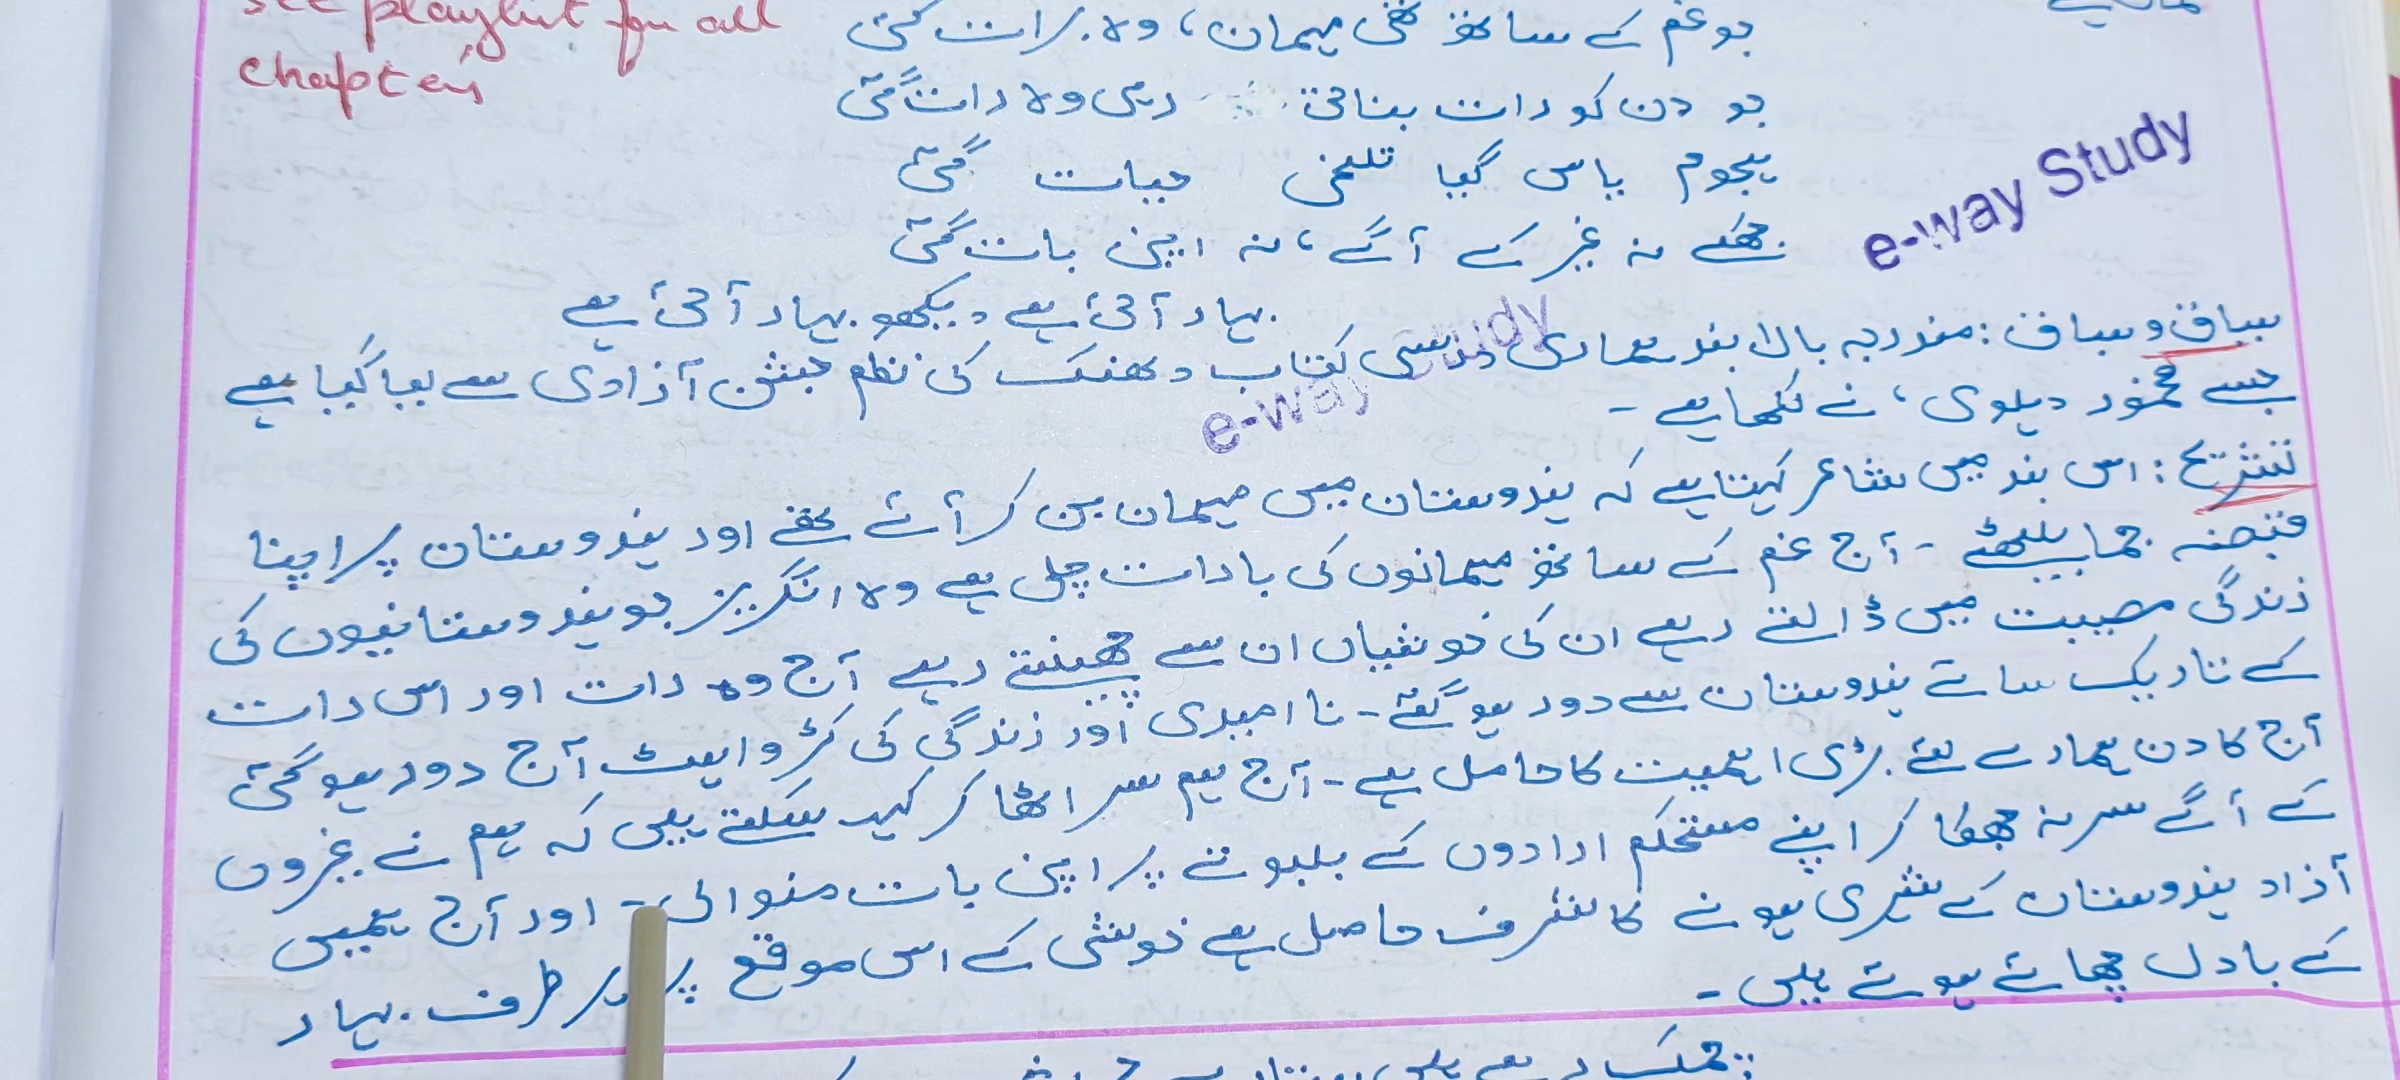 see playlist for all
chapters
جو غم کے ساتھ تھی میہمان، وہ برات گئی
جو دن کو رات بناتی رہی وہ رات گئی
ہجوم یاس گیا تلخی حیات گئی
جھکے نہ غیر کے آگے، نہ اپنی بات گئی
بہار آئی ہے دیکھو بہار آئی ہے
e-way Study
e-way Study
سیاق و سباق: مندرجہ بالا بند ہماری درسی کتاب دھنک کی نظم جشن آزادی سے لیا گیا ہے
جسے مخمور دہلوی، نے لکھا ہے۔
تشریح: اس بند میں شاعر کہتا ہے کہ ہندوستان میں میہمان بن کر آئے تھے اور ہندوستان پر اپنا
قبضہ جما بیٹھے۔ آج غم کے ساتھ میہمانوں کی بارات چلی ہے وہ انگریز جو ہندوستانیوں کی
زندگی مصیبت میں ڈالتے رہے ان کی خوشیاں ان سے چھینتے رہے آج وہ رات اور اس رات
کے تاریک سائے ہندوستان سے دور ہو گئے۔ نا امیدی اور زندگی کی کڑواہٹ آج دور ہو گئی
آج کا دن ہمارے لئے بڑی اہمیت کا حامل ہے۔ آج ہم سر اٹھا کر کہہ سکتے ہیں کہ ہم نے غیروں
کے آگے سر نہ جھکا کر اپنے مستحکم ارادوں کے بلبوتے پر اپنی بات منوالی۔ اور آج ہمیں
آزاد ہندوستان کے شہری ہونے کا شرف حاصل ہے خوشی کے اس موقع پر ہر طرف بہار
کے بادل چھائے ہوئے ہیں۔